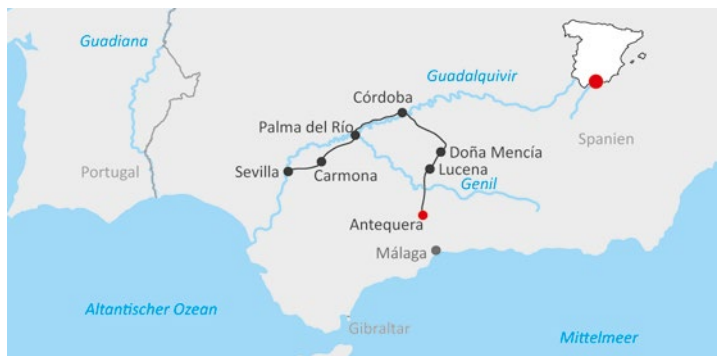 Guadiana
Guadalquivir
Córdoba
Palma del Río
Spanien
Portugal
Doña Mencía
Sevilla
Carmona
Lucena
Genil
Antequera
Málaga
Altantischer Ozean
Gibraltar
Mittelmeer